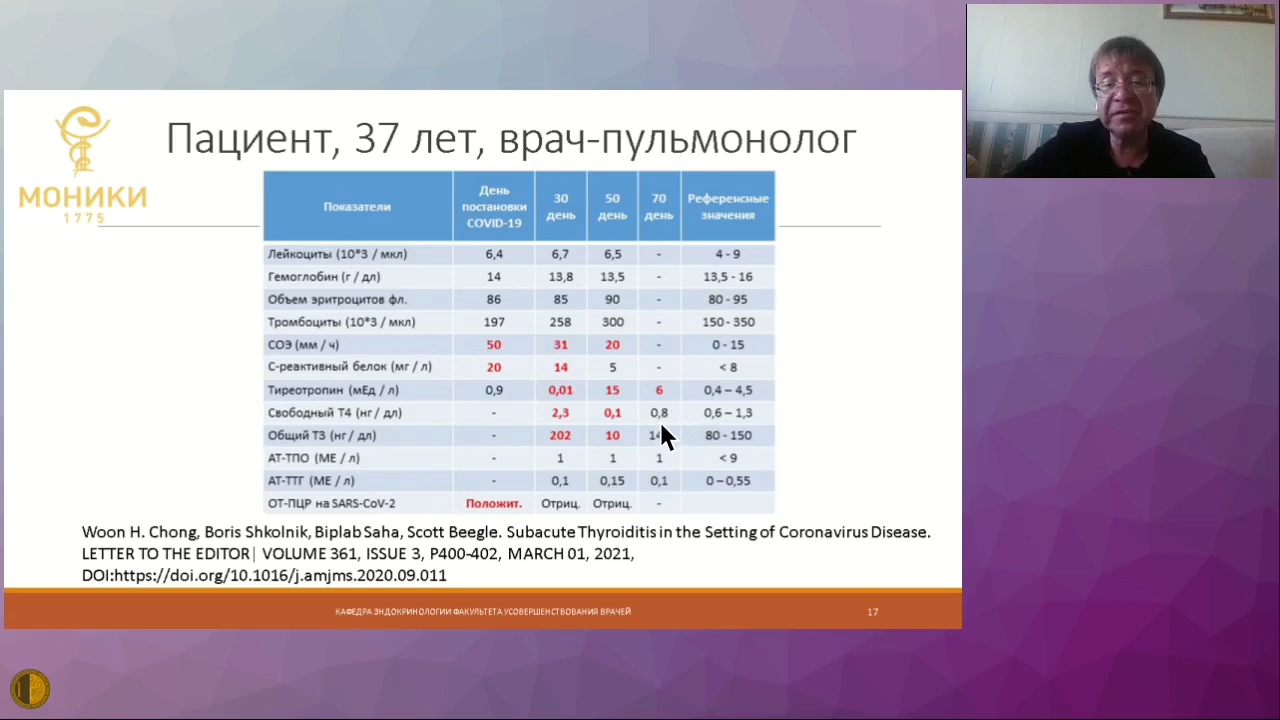 МОНИКИ
1775
Пациент, 37 лет, врач-пульмонолог
Показатели День постановки COVID-19 30 день 50 день 70 день Референсные значения
Лейкоциты (10*3 / мкл) 6,4 6,7 6,5 - 4 - 9
Гемоглобин (г / дл) 14 13,8 13,5 - 13,5 - 16
Объем эритроцитов фл. 86 85 90 - 80 - 95
Тромбоциты (10*3 / мкл) 197 258 300 - 150 - 350
СОЭ (мм / ч) 50 31 20 - 0 - 15
С-реактивный белок (мг / л) 20 14 5 - < 8
Тиреотропин (мЕд / л) 0,9 0,01 15 6 0,4 – 4,5
Свободный Т4 (нг / дл) - 2,3 0,1 0,8 0,6 – 1,3
Общий Т3 (нг / дл) - 202 10 80 - 150
АТ-ТПО (МЕ / л) - 1 1 1 < 9
АТ-ТТГ (МЕ / л) - 0,1 0,15 0,1 0 – 0,55
ОТ-ПЦР на SARS-CoV-2 Положит. Отриц. Отриц. -
Woon H. Chong, Boris Shkolnik, Biplab Saha, Scott Beegle. Subacute Thyroiditis in the Setting of Coronavirus Disease.
LETTER TO THE EDITOR| VOLUME 361, ISSUE 3, P400-402, MARCH 01, 2021,
DOI:https://doi.org/10.1016/j.amjms.2020.09.011
КАФЕДРА ЭНДОКРИНОЛОГИИ ФАКУЛЬТЕТА УСОВЕРШЕНСТВОВАНИЯ ВРАЧЕЙ 17